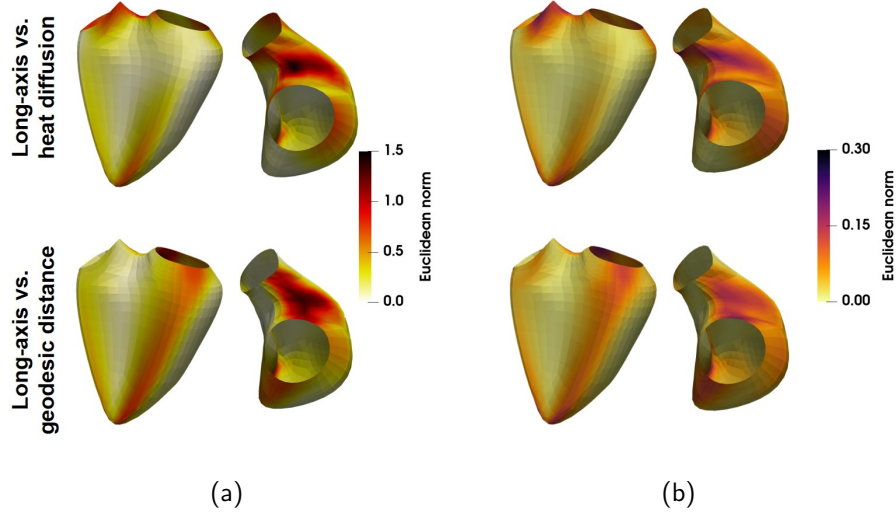 Long-axis vs.
heat diffusion
1.5
1.0
0.5
0.0
Euclidean norm
0.30
0.15
0.00
Euclidean norm
Long-axis vs.
geodesic distance
(a)
(b)